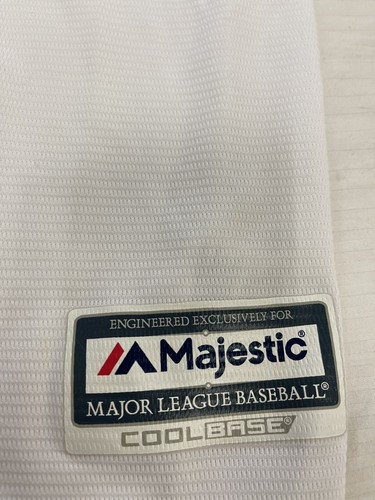 ENGINEERED EXCLUSIVELY FOR
Majestic®
MAJOR LEAGUE BASEBALL®
COOLBASE®